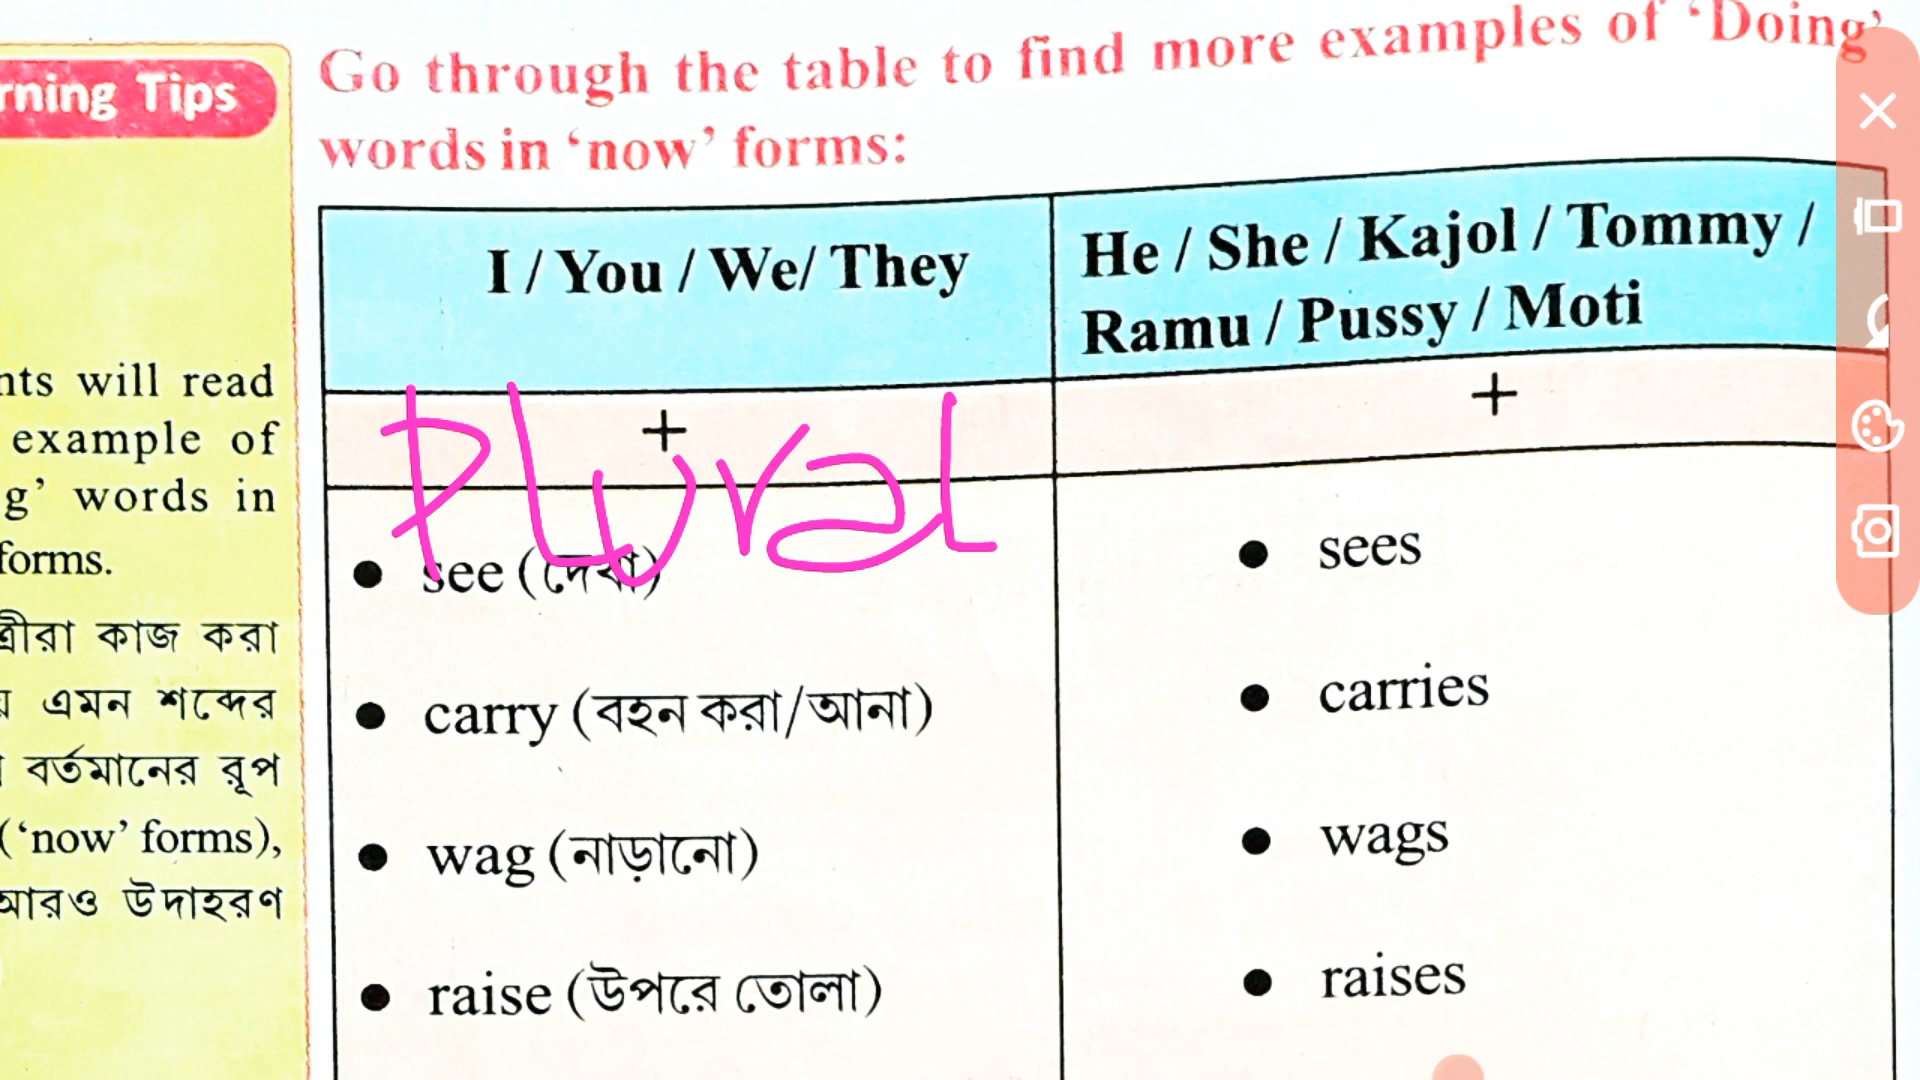 rning Tips
nts will read
example of
g’ words in
forms.
ত্রীরা কাজ করা
এমন শব্দের
বর্তমানের রূপ
(‘now’ forms),
আরও উদাহরণ
Go through the table to find more examples of ‘Doing’
words in ‘now’ forms:
I / You / We/ They
He / She / Kajol / Tommy /
Ramu / Pussy / Moti
+
+
Plural
see (দেখা)
sees
carry (বহন করা/আনা)
carries
wag (নাড়ানো)
wags
raise (উপরে তোলা)
raises